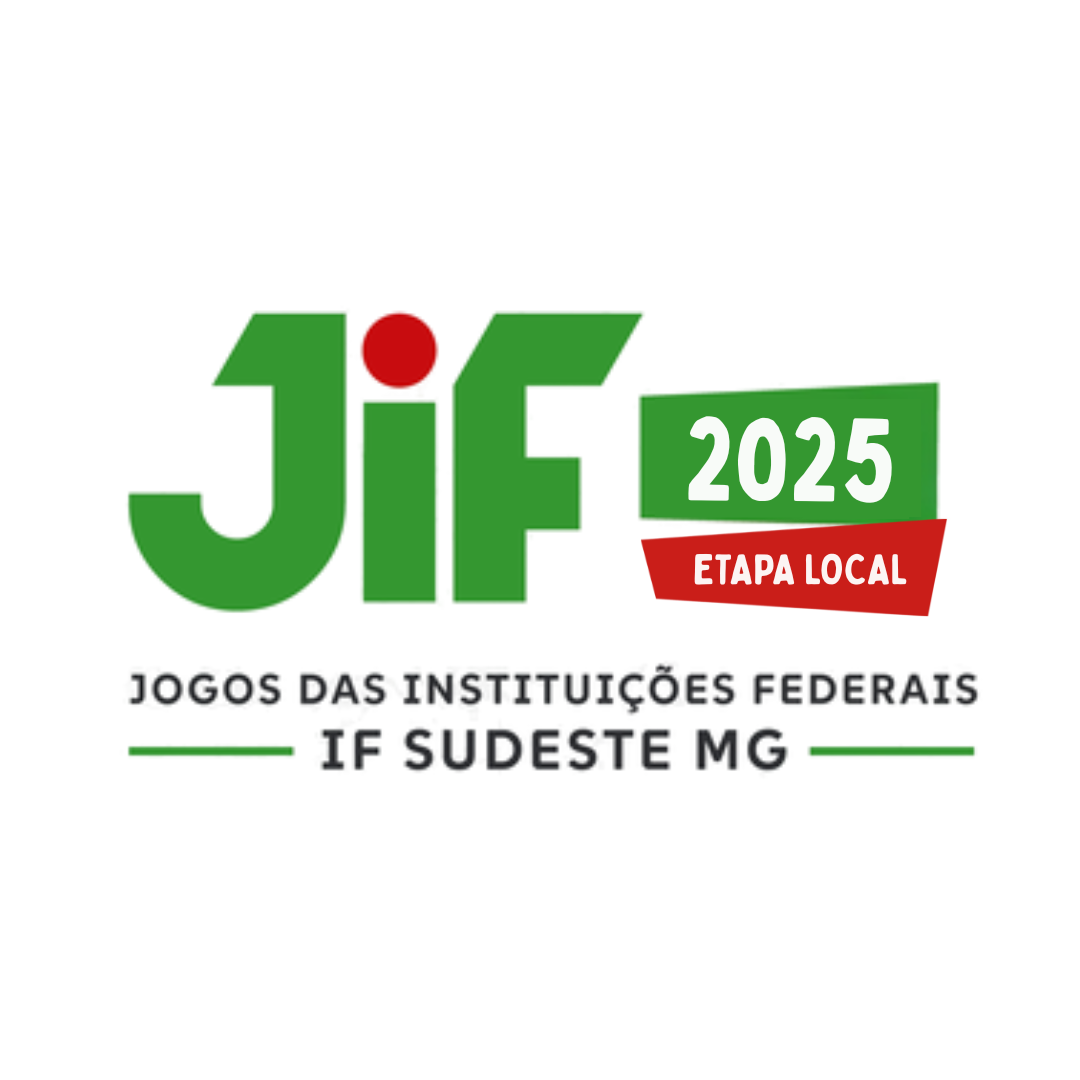 JiF
2025
ETAPA LOCAL
JOGOS DAS INSTITUIÇÕES FEDERAIS
IF SUDESTE MG